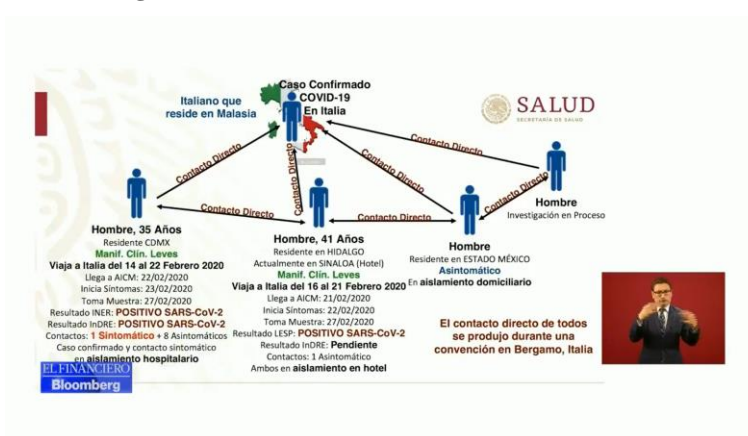 Caso Confirmado
COVID-19
En Italia
Italiano que
reside en Malasia
SALUD
SECRETARÍA DE SALUD
Contacto Directo
Contacto Directo
Contacto Directo
Contacto Directo
Contacto Directo
Contacto Directo
Contacto Directo
Hombre, 35 Años
Residente CDMX
Manif. Clín. Leves
Viaja a Italia del 14 al 22 Febrero 2020
Llega a AICM: 22/02/2020
Inicia Síntomas: 23/02/2020
Toma Muestra: 27/02/2020
Resultado INER: POSITIVO SARS-CoV-2
Resultado InDRE: POSITIVO SARS-CoV-2
Contactos: 1 Sintomático + 8 Asintomáticos
Caso confirmado y contacto sintomático
en aislamiento hospitalario
Hombre, 41 Años
Residente en HIDALGO
Actualmente en SINALOA (Hotel)
Manif. Clín. Leves
Viaja a Italia del 16 al 21 Febrero 2020
Llega a AICM: 21/02/2020
Inicia Síntomas: 22/02/2020
Toma Muestra: 27/02/2020
Resultado LESP: POSITIVO SARS-CoV-2
Resultado InDRE: Pendiente
Contactos: 1 Asintomático
Ambos en aislamiento en hotel
Hombre
Residente en ESTADO MÉXICO
Asintomático
En aislamiento domiciliario
Hombre
Investigación en Proceso
El contacto directo de todos
se produjo durante una
convención en Bergamo, Italia
EL FINANCIERO
Bloomberg